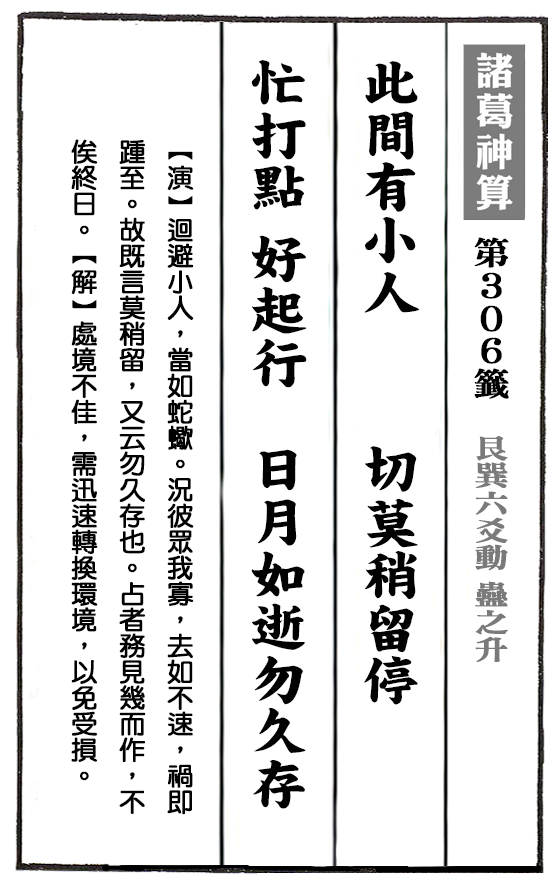 諸葛神算 第306籤 艮巽六爻動 蠱之升
此間有小人 切莫稍留停
忙打點 好起行 日月如逝勿久存
【演】迴避小人，當如蛇蠍。況彼眾我寡，去如不速，禍即
踵至。故既言莫稍留，又云勿久存也。占者務見幾而作，不
俟終日。【解】處境不佳，需迅速轉換環境，以免受損。